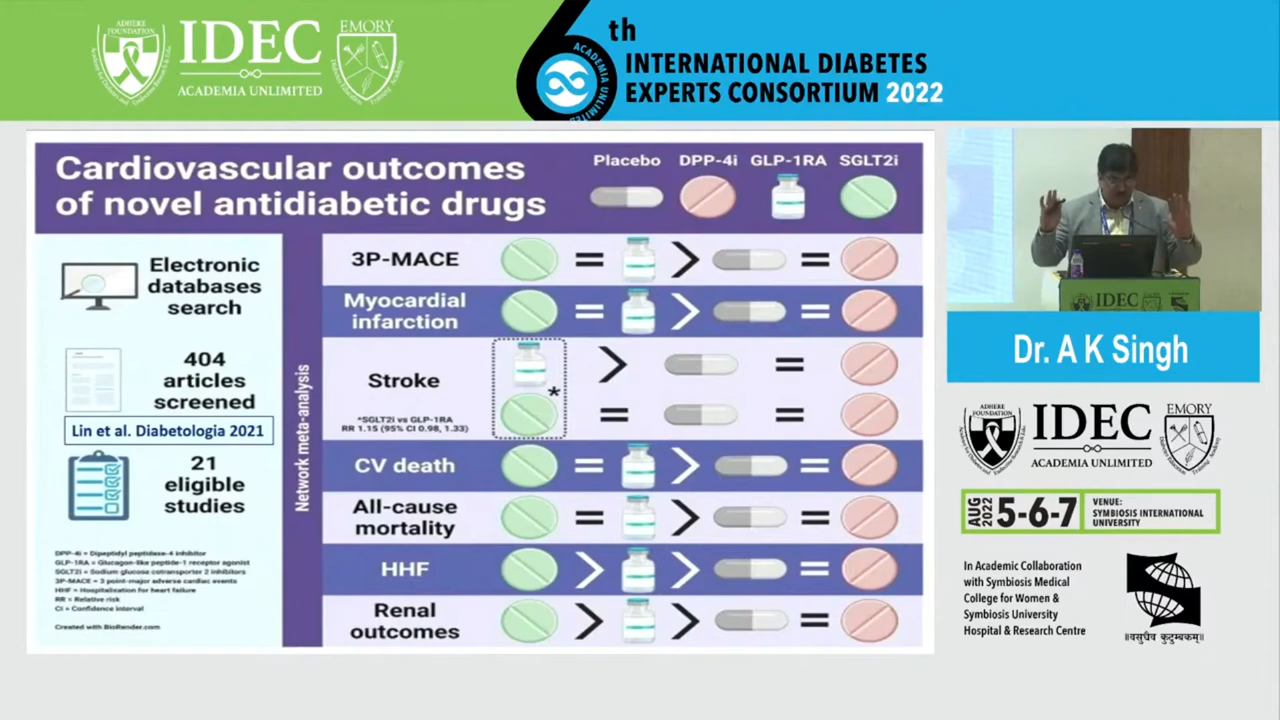 ADHERE
FOUNDATION
IDEC
ACADEMIA UNLIMITED
EMORY
6th
ACADEMIA UNLIMITED
INTERNATIONAL DIABETES
EXPERTS CONSORTIUM 2022
Cardiovascular outcomes
of novel antidiabetic drugs
Placebo DPP-4i GLP-1RA SGLT2i
Electronic
databases
search
404
articles
screened
Lin et al. Diabetologia 2021
21
eligible
studies
DPP-4i = Dipeptidyl peptidase-4 inhibitor
GLP-1RA = Glucagon-like peptide-1 receptor agonist
SGLT2i = Sodium glucose cotransporter 2 inhibitors
3P-MACE = 3 point-major adverse cardiac events
HHF = Hospitalisation for heart failure
RR = Relative risk
CI = Confidence interval
Created with BioRender.com
Network meta-analysis
3P-MACE = > =
Myocardial
infarction = > =
Stroke > =
*
= =
*SGLT2i vs GLP-1RA
RR 1.15 (95% CI 0.98, 1.33)
CV death = > =
All-cause
mortality = > =
HHF > > =
Renal
outcomes > > =
IDEC
Dr. A K Singh
ADHERE
FOUNDATION
IDEC
ACADEMIA UNLIMITED
EMORY
AUG
2022
5-6-7
VENUE:
SYMBIOSIS INTERNATIONAL
UNIVERSITY
In Academic Collaboration
with Symbiosis Medical
College for Women &
Symbiosis University
Hospital & Research Centre
॥वसुधैव कुटुम्बकम्॥